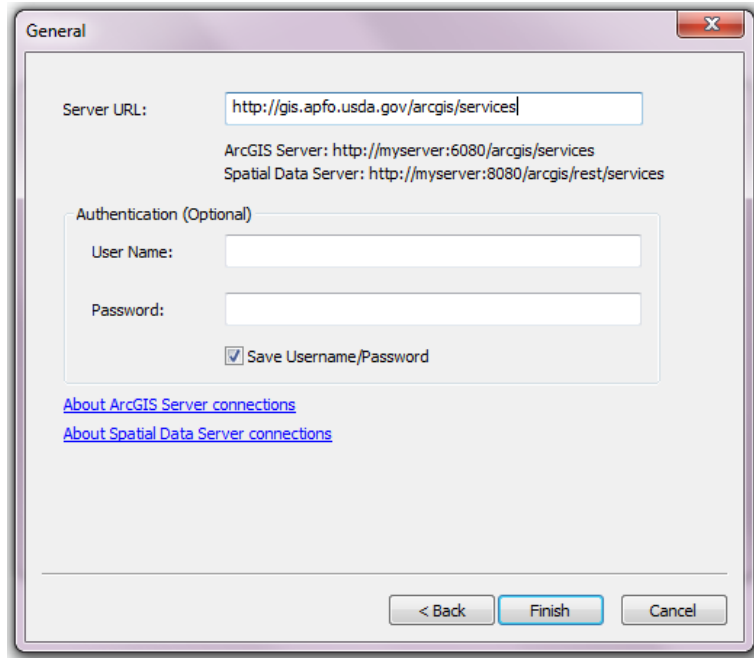 General
Server URL: http://gis.apfo.usda.gov/arcgis/services
ArcGIS Server: http://myserver:6080/arcgis/services
Spatial Data Server: http://myserver:8080/arcgis/rest/services
Authentication (Optional)
User Name:
Password:
Save Username/Password
About ArcGIS Server connections
About Spatial Data Server connections
< Back Finish Cancel